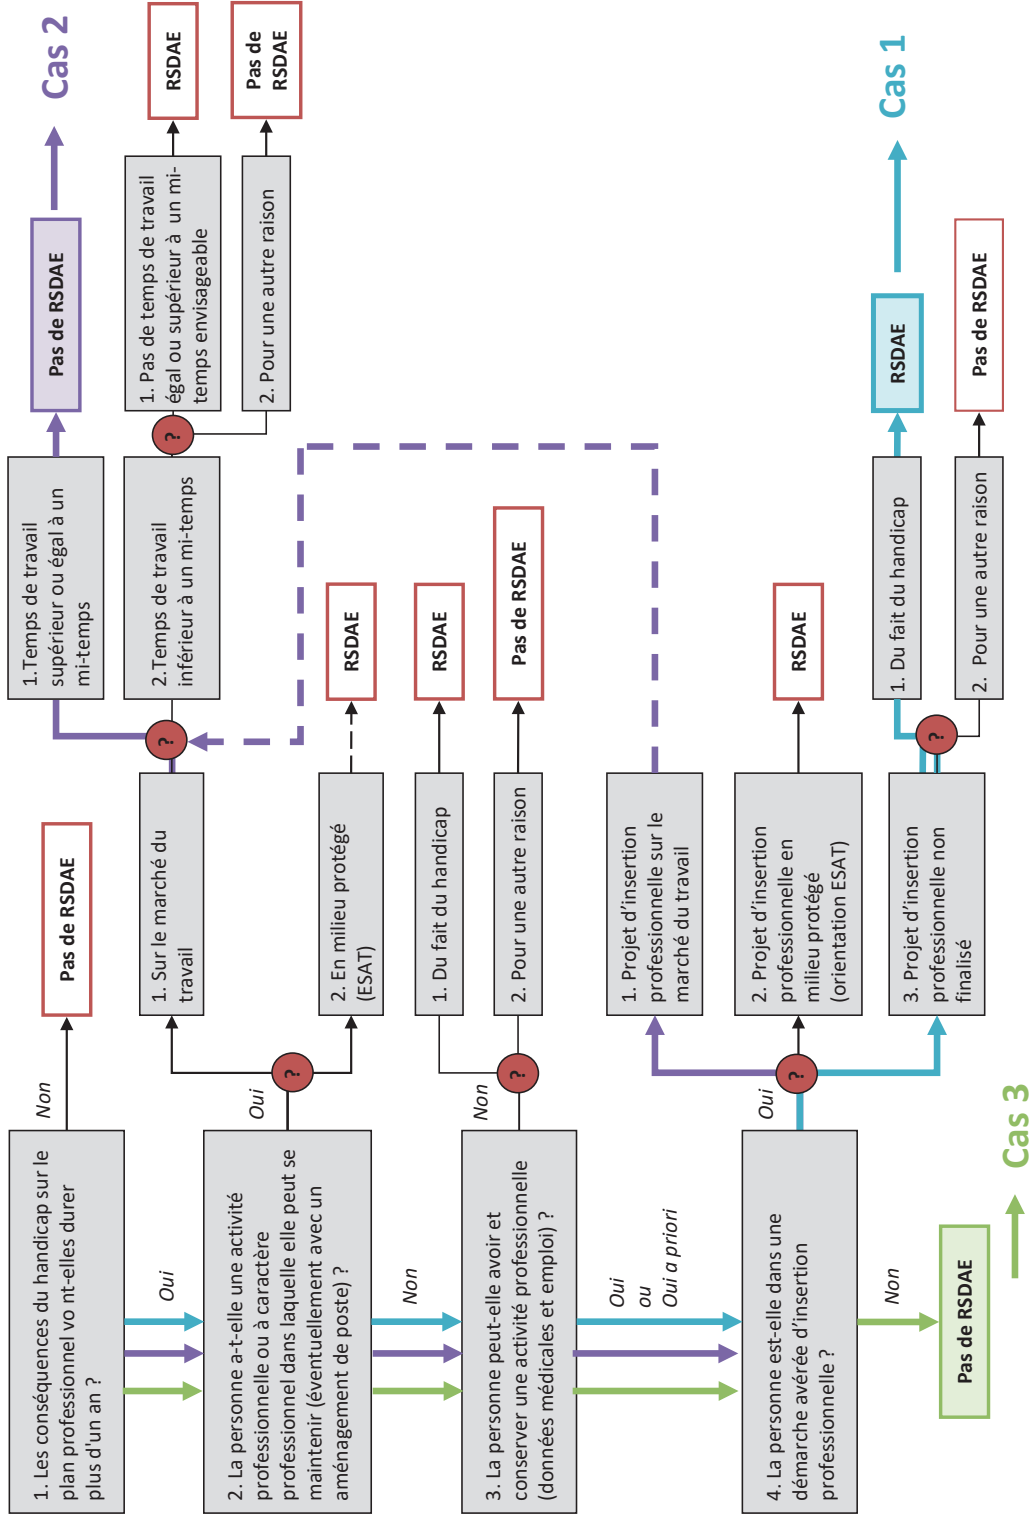 1. Les conséquences du handicap sur le
plan professionnel vo nt-elles durer
plus d'un an ?
Non
Pas de RSDAE
Oui
2. La personne a-t-elle une activité
professionnelle ou à caractère
professionnel dans laquelle elle peut se
maintenir (éventuellement avec un
aménagement de poste) ?
Oui
?
1. Sur le marché du
travail
?
1.Temps de travail
supérieur ou égal à un
mi-temps
Pas de RSDAE
Cas 2
2.Temps de travail
inférieur à un mi-temps
?
1. Pas de temps de travail
égal ou supérieur à un mi-
temps envisageable
RSDAE
2. Pour une autre raison
Pas de
RSDAE
2. En milieu protégé
(ESAT)
RSDAE
Non
3. La personne peut-elle avoir et
conserver une activité professionnelle
(données médicales et emploi) ?
Non
?
1. Du fait du handicap
RSDAE
2. Pour une autre raison
Pas de RSDAE
Oui
ou
Oui a priori
4. La personne est-elle dans une
démarche avérée d'insertion
professionnelle ?
Oui
?
1. Projet d'insertion
professionnelle sur le
marché du travail
2. Projet d'insertion
professionnelle en
milieu protégé
(orientation ESAT)
RSDAE
3. Projet d'insertion
professionnelle non
finalisé
?
1. Du fait du handicap
RSDAE
Cas 1
2. Pour une autre raison
Pas de RSDAE
Non
Pas de RSDAE
Cas 3